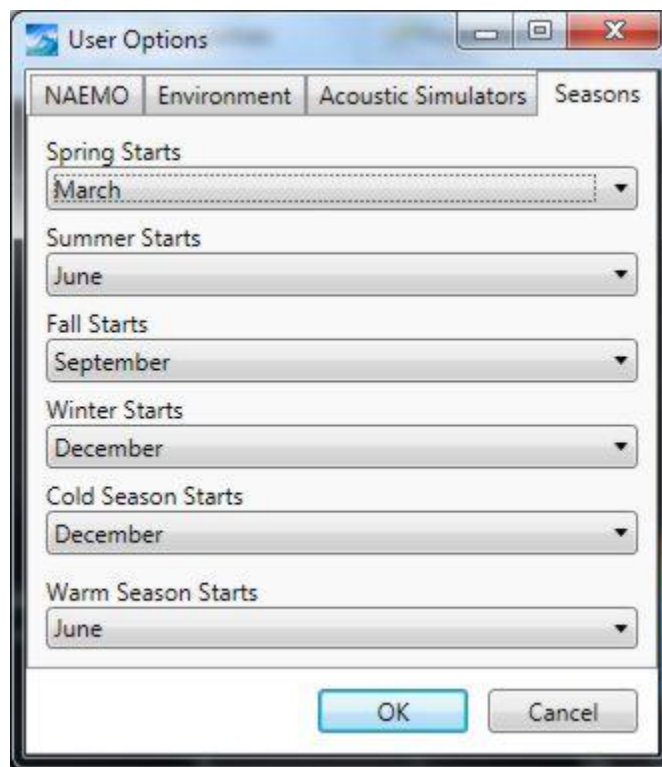 User Options
NAEMO Environment Acoustic Simulators Seasons
Spring Starts
March
Summer Starts
June
Fall Starts
September
Winter Starts
December
Cold Season Starts
December
Warm Season Starts
June
OK Cancel